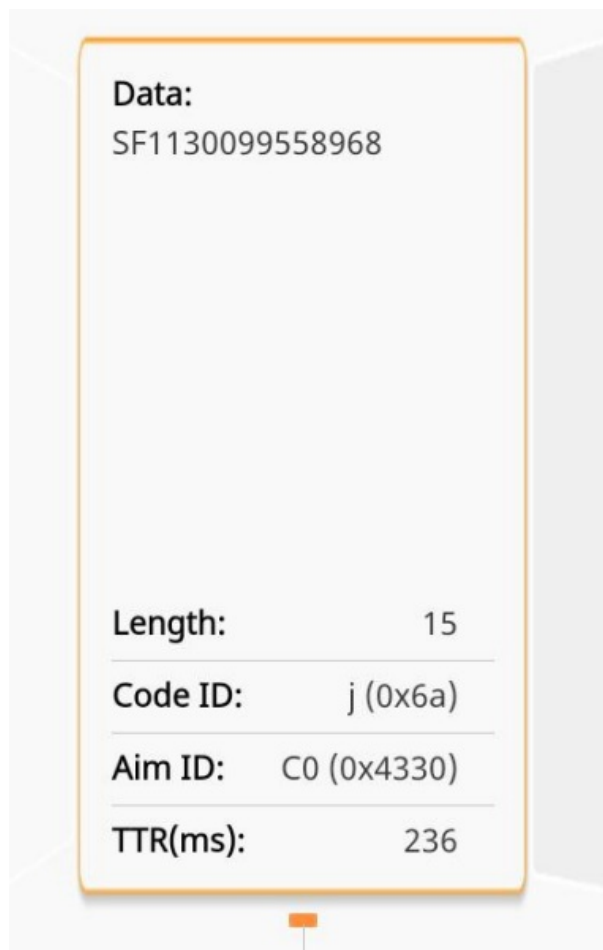 Data:
SF1130099558968
Length: 15
Code ID: j (0x6a)
Aim ID: C0 (0x4330)
TTR(ms): 236